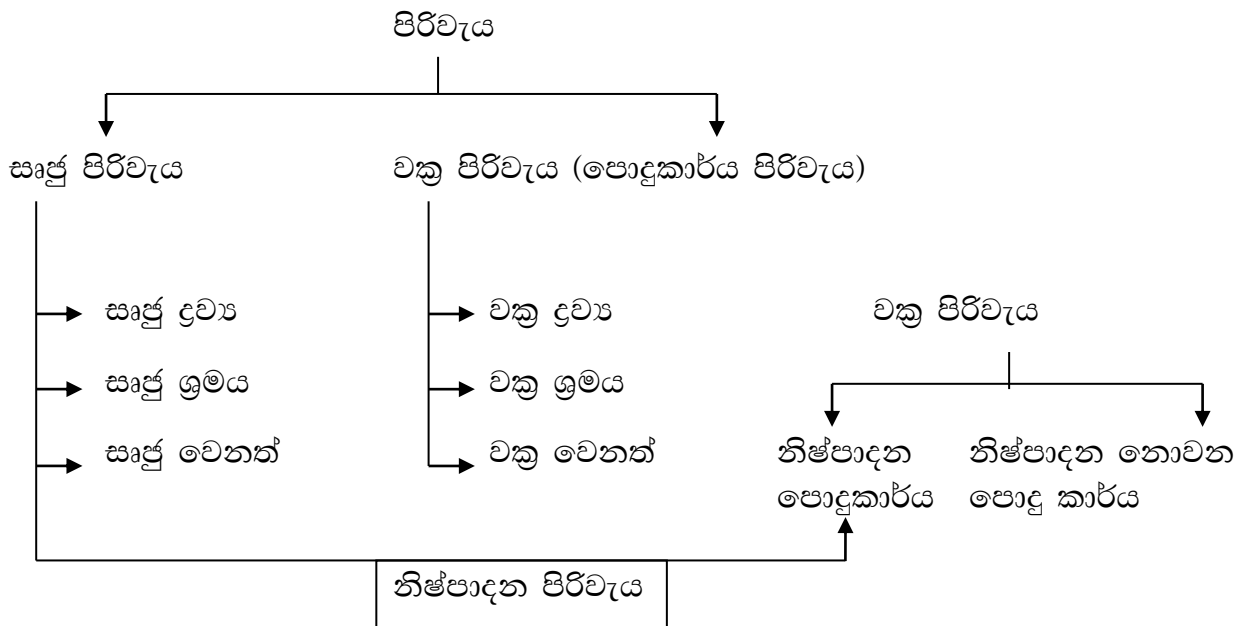 පිරිවැය
සෘජු පිරිවැය
වක්‍ර පිරිවැය (පොදුකාර්ය පිරිවැය)
සෘජු ද්‍රව්‍ය
වක්‍ර ද්‍රව්‍ය
වක්‍ර පිරිවැය
සෘජු ශ්‍රමය
වක්‍ර ශ්‍රමය
සෘජු වෙනත්
වක්‍ර වෙනත්
නිෂ්පාදන
පොදුකාර්ය
නිෂ්පාදන නොවන
පොදු කාර්ය
නිෂ්පාදන පිරිවැය